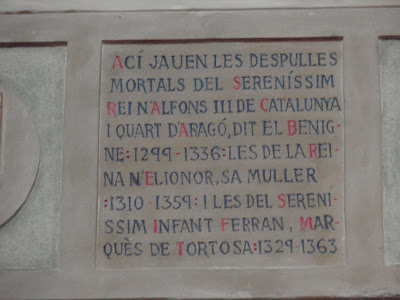 ACÍ JAUEN LES DESPULLES
MORTALS DEL SERENÍSSIM
REI N'ALFONS III DE CATALUNYA
I QUART D'ARAGÓ, DIT EL BENIG-
NE: 1299-1336: LES DE LA REI-
NA N'ELIONOR, SA MULLER
:1310-1359: I LES DEL SERENI-
SSIM INFANT FERRAN, MAR-
QUÈS DE TORTOSA: 1329-1363